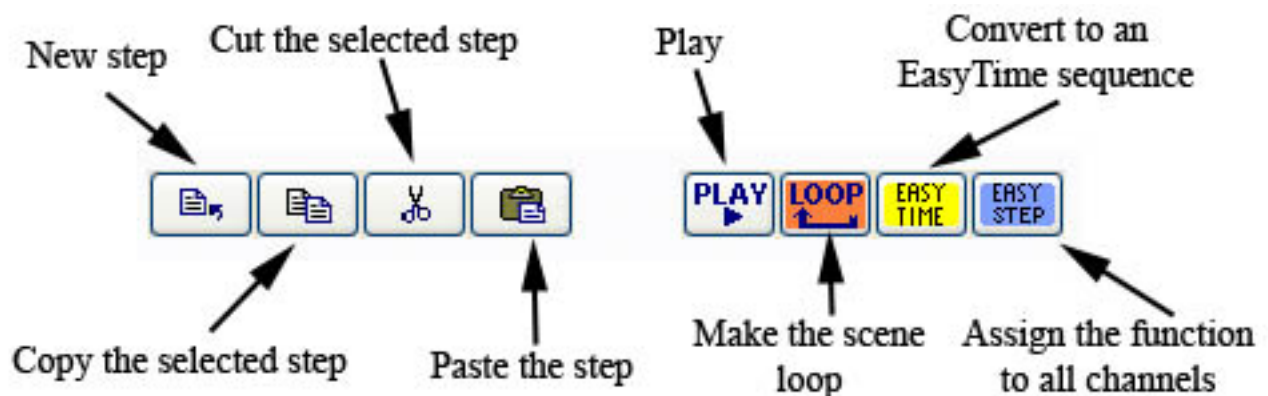 New step
Cut the selected step
Play
Convert to an
EasyTime sequence
PLAY
LOOP
EASY
TIME
EASY
STEP
Copy the selected step
Paste the step
Make the scene
loop
Assign the function
to all channels